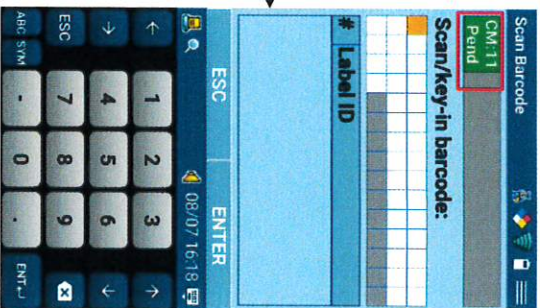 Scan Barcode
CM:11
Pend
Scan/key-in barcode:
# Label ID
ESC ENTER
08/07 16:18
1 2 3
ESC 4 5 6
7 8 9
ABC SYM - 0 . ENT